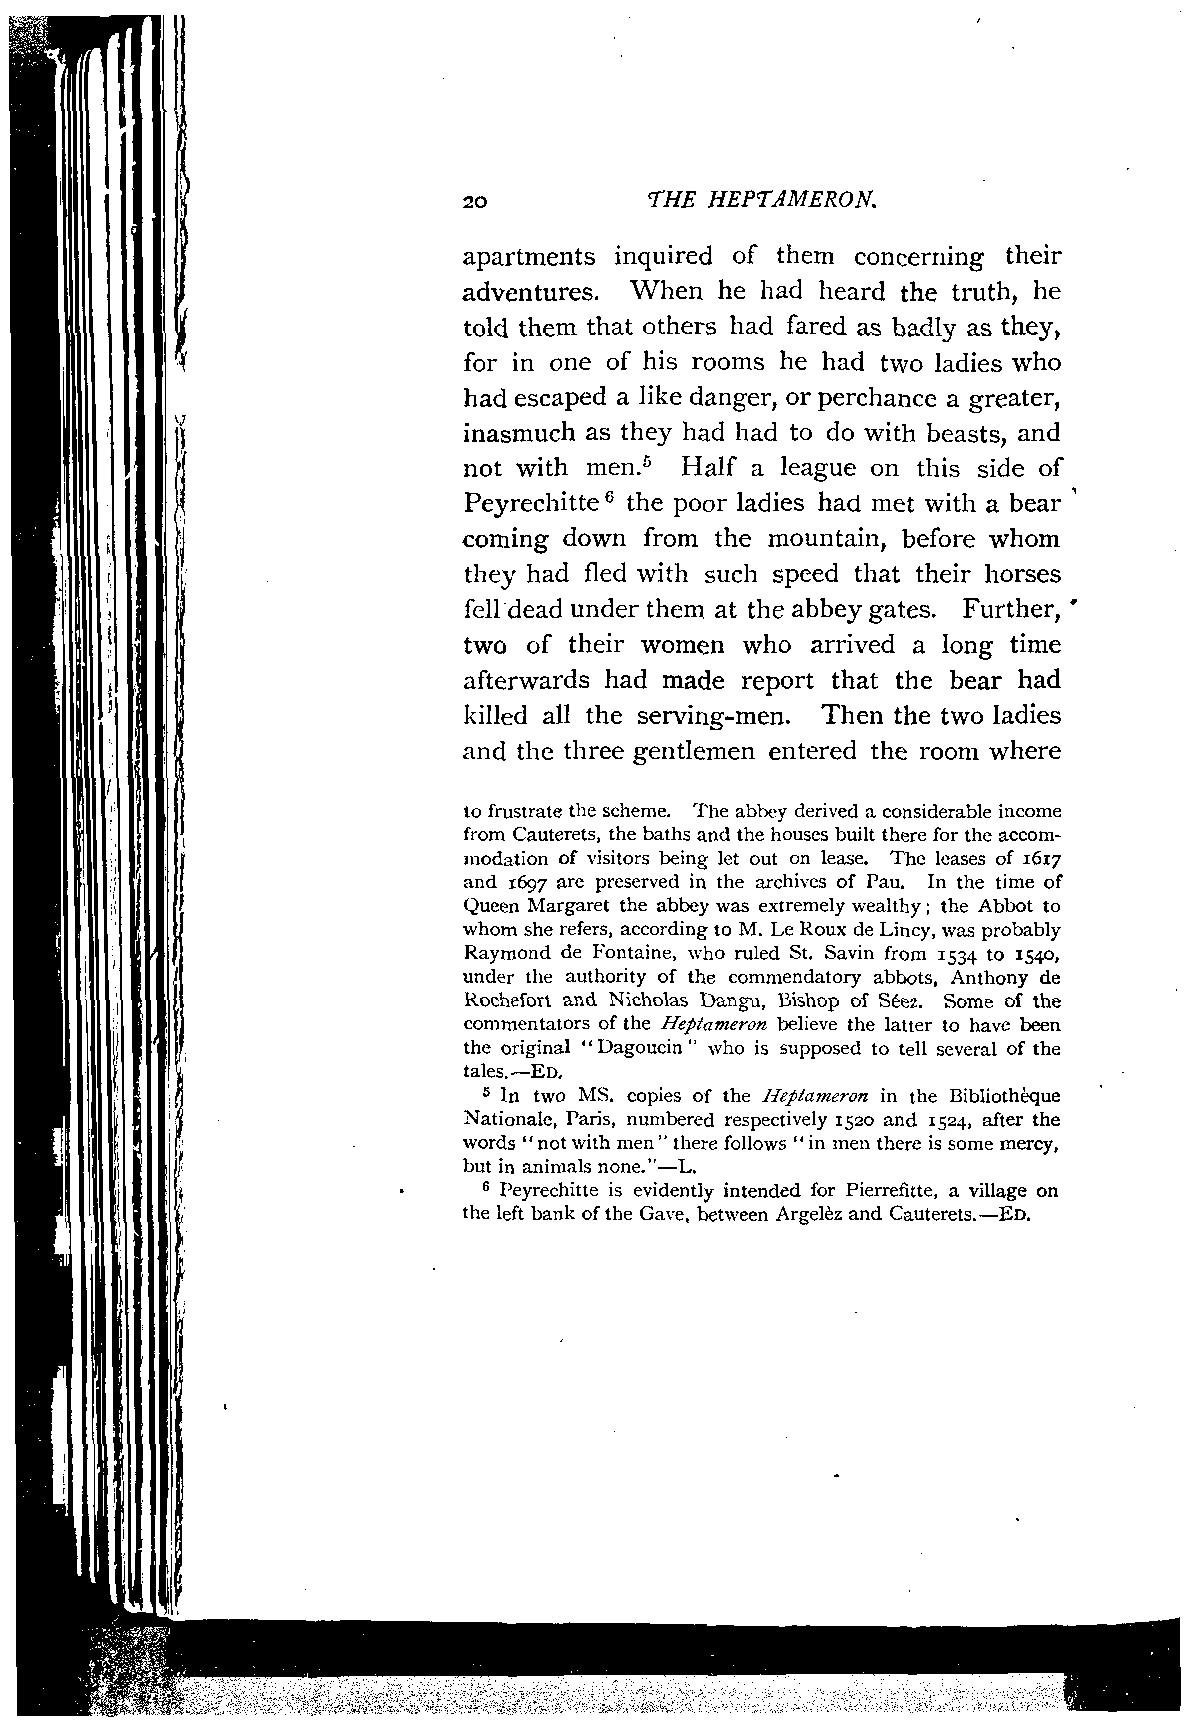 20 THE HEPTAMERON.
apartments inquired of them concerning their
adventures. When he had heard the truth, he
told them that others had fared as badly as they,
for in one of his rooms he had two ladies who
had escaped a like danger, or perchance a greater,
inasmuch as they had had to do with beasts, and
not with men.⁵ Half a league on this side of
Peyrechitte⁶ the poor ladies had met with a bear
coming down from the mountain, before whom
they had fled with such speed that their horses
fell dead under them at the abbey gates. Further,
two of their women who arrived a long time
afterwards had made report that the bear had
killed all the serving-men. Then the two ladies
and the three gentlemen entered the room where
to frustrate the scheme. The abbey derived a considerable income
from Cauterets, the baths and the houses built there for the accom-
modation of visitors being let out on lease. The leases of 1617
and 1697 are preserved in the archives of Pau. In the time of
Queen Margaret the abbey was extremely wealthy; the Abbot to
whom she refers, according to M. Le Roux de Lincy, was probably
Raymond de Fontaine, who ruled St. Savin from 1534 to 1540,
under the authority of the commendatory abbots, Anthony de
Rochefort and Nicholas Dangu, Bishop of Séez. Some of the
commentators of the Heptameron believe the latter to have been
the original "Dagoucin" who is supposed to tell several of the
tales.—ED.
⁵ In two MS. copies of the Heptameron in the Bibliothèque
Nationale, Paris, numbered respectively 1520 and 1524, after the
words "not with men" there follows "in men there is some mercy,
but in animals none."—L.
⁶ Peyrechitte is evidently intended for Pierrefitte, a village on
the left bank of the Gave, between Argelèz and Cauterets.—ED.